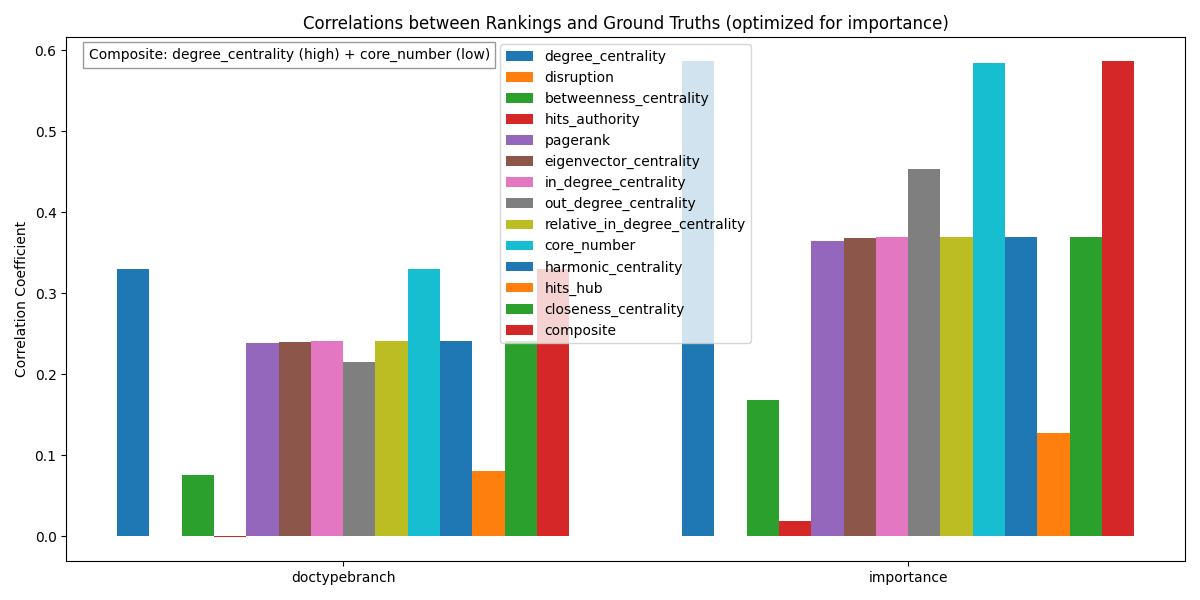 Correlations between Rankings and Ground Truths (optimized for importance)
Composite: degree_centrality (high) + core_number (low)
degree_centrality
disruption
betweenness_centrality
hits_authority
pagerank
eigenvector_centrality
in_degree_centrality
out_degree_centrality
relative_in_degree_centrality
core_number
harmonic_centrality
hits_hub
closeness_centrality
composite
Correlation Coefficient
0.6
0.5
0.4
0.3
0.2
0.1
0.0
doctypebranch
importance